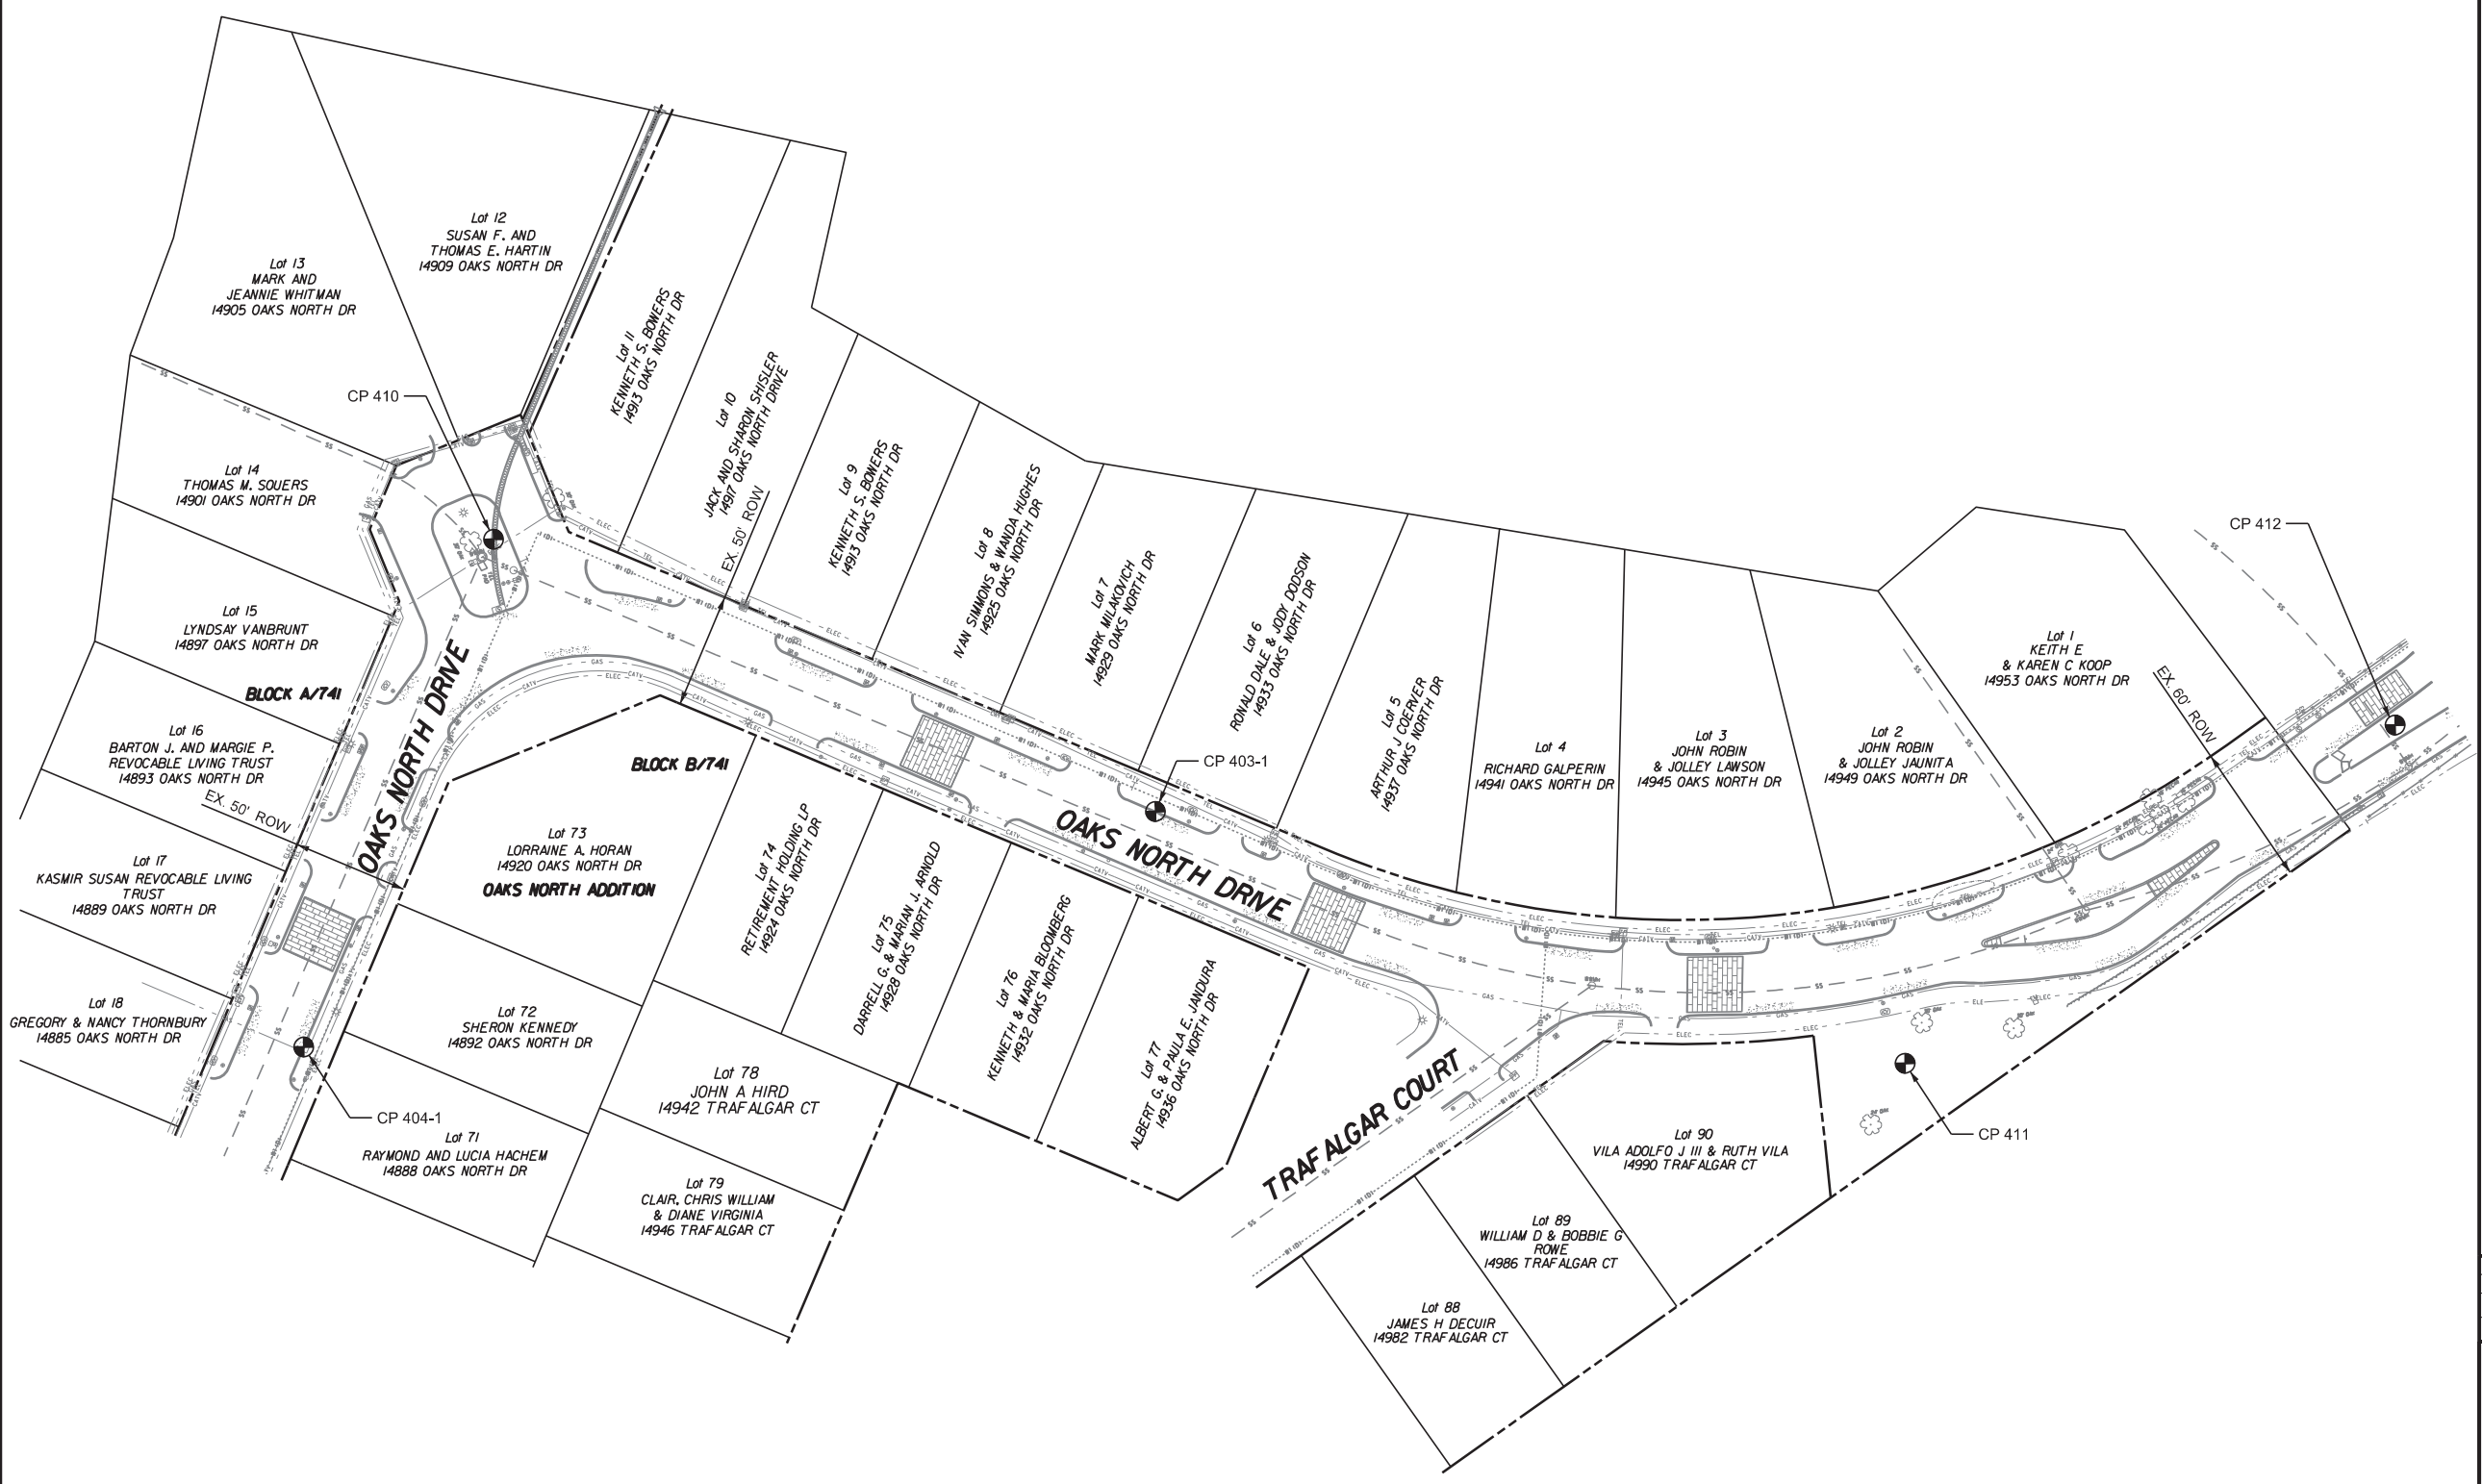 Lot 12
SUSAN F. AND
THOMAS E. HARTIN
14909 OAKS NORTH DR
Lot 13
MARK AND
JEANNIE WHITMAN
14905 OAKS NORTH DR
Lot 11
KENNETH S. BOWERS
14913 OAKS NORTH DR
Lot 10
JACK AND SHARON SHISLER
14917 OAKS NORTH DRIVE
EX. 50' ROW
CP 410
Lot 9
KENNETH S. BOWERS
14913 OAKS NORTH DR
Lot 8
IVAN SIMMONS & WANDA HUGHES
14925 OAKS NORTH DR
Lot 7
MARK MILAKOVICH
14929 OAKS NORTH DR
Lot 6
RONALD DALE & JODY DODSON
14933 OAKS NORTH DR
Lot 5
ARTHUR J COERVER
14937 OAKS NORTH DR
Lot 4
RICHARD GALPERIN
14941 OAKS NORTH DR
Lot 3
JOHN ROBIN
& JOLLEY LAWSON
14945 OAKS NORTH DR
Lot 2
JOHN ROBIN
& JOLLEY JAUNITA
14949 OAKS NORTH DR
Lot 1
KEITH E
& KAREN C KOOP
14953 OAKS NORTH DR
EX. 60' ROW
CP 412
Lot 14
THOMAS M. SOUERS
14901 OAKS NORTH DR
Lot 15
LYNDSAY VANBRUNT
14897 OAKS NORTH DR
BLOCK A/741
OAKS NORTH DRIVE
Lot 16
BARTON J. AND MARGIE P.
REVOCABLE LIVING TRUST
14893 OAKS NORTH DR
EX. 50' ROW
Lot 17
KASMIR SUSAN REVOCABLE LIVING
TRUST
14889 OAKS NORTH DR
Lot 18
GREGORY & NANCY THORNBURY
14885 OAKS NORTH DR
CP 404-1
BLOCK B/741
Lot 73
LORRAINE A. HORAN
14920 OAKS NORTH DR
OAKS NORTH ADDITION
Lot 74
RETIREMENT HOLDING LP
14924 OAKS NORTH DR
Lot 75
DARRELL G. & MARIAN J. ARNOLD
14928 OAKS NORTH DR
Lot 76
KENNETH & MARIA BLOOMBERG
14932 OAKS NORTH DR
Lot 77
ALBERT G. & PAULA E. JANDURA
14936 OAKS NORTH DR
CP 403-1
OAKS NORTH DRIVE
Lot 72
SHERON KENNEDY
14892 OAKS NORTH DR
Lot 71
RAYMOND AND LUCIA HACHEM
14888 OAKS NORTH DR
Lot 78
JOHN A HIRD
14942 TRAFALGAR CT
Lot 79
CLAIR, CHRIS WILLIAM
& DIANE VIRGINIA
14946 TRAFALGAR CT
TRAFALGAR COURT
Lot 90
VILA ADOLFO J III & RUTH VILA
14990 TRAFALGAR CT
CP 411
Lot 89
WILLIAM D & BOBBIE G
ROWE
14986 TRAFALGAR CT
Lot 88
JAMES H DECUIR
14982 TRAFALGAR CT